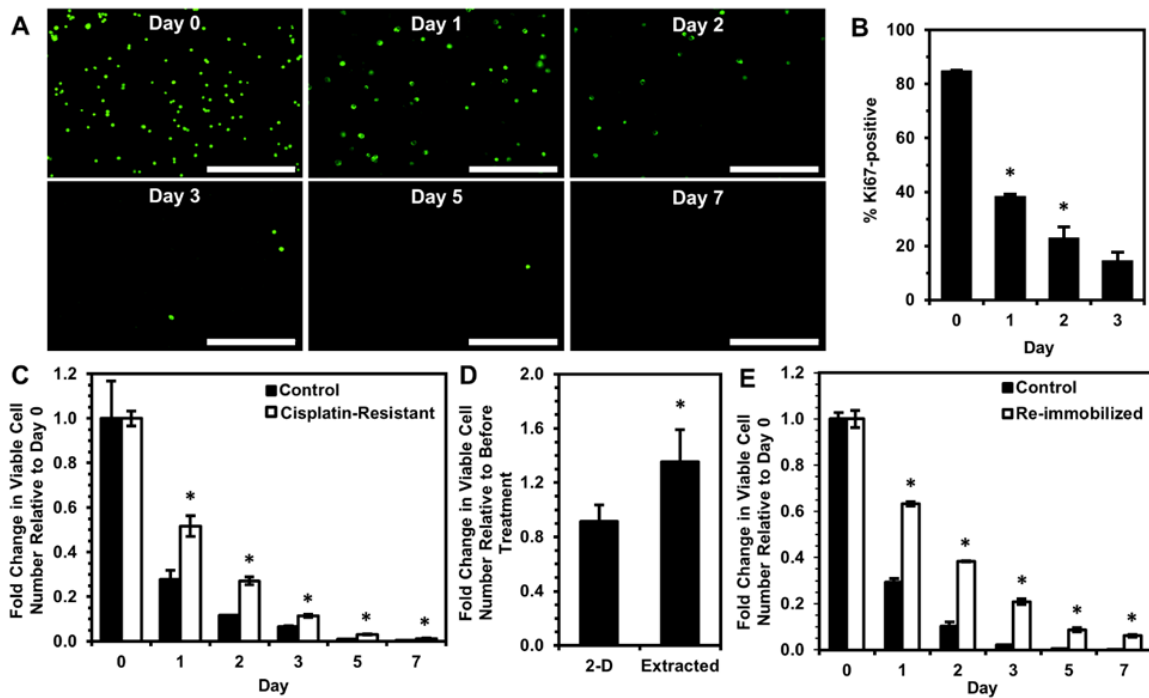 A
Day 0
Day 1
Day 2
Day 3
Day 5
Day 7
B
% Ki67-positive
100
80
60
40
20
0
*
*
0 1 2 3
Day
C
Fold Change in Viable Cell
Number Relative to Day 0
1.2
1.0
0.8
0.6
0.4
0.2
0.0
Control
Cisplatin-Resistant
*
*
*
*
*
0 1 2 3 5 7
Day
D
Fold Change in Viable Cell
Number Relative to Before
Treatment
2.0
1.6
1.2
0.8
0.4
0.0
*
2-D Extracted
E
Fold Change in Viable Cell
Number Relative to Day 0
1.2
1.0
0.8
0.6
0.4
0.2
0.0
Control
Re-immobilized
*
*
*
*
*
0 1 2 3 5 7
Day